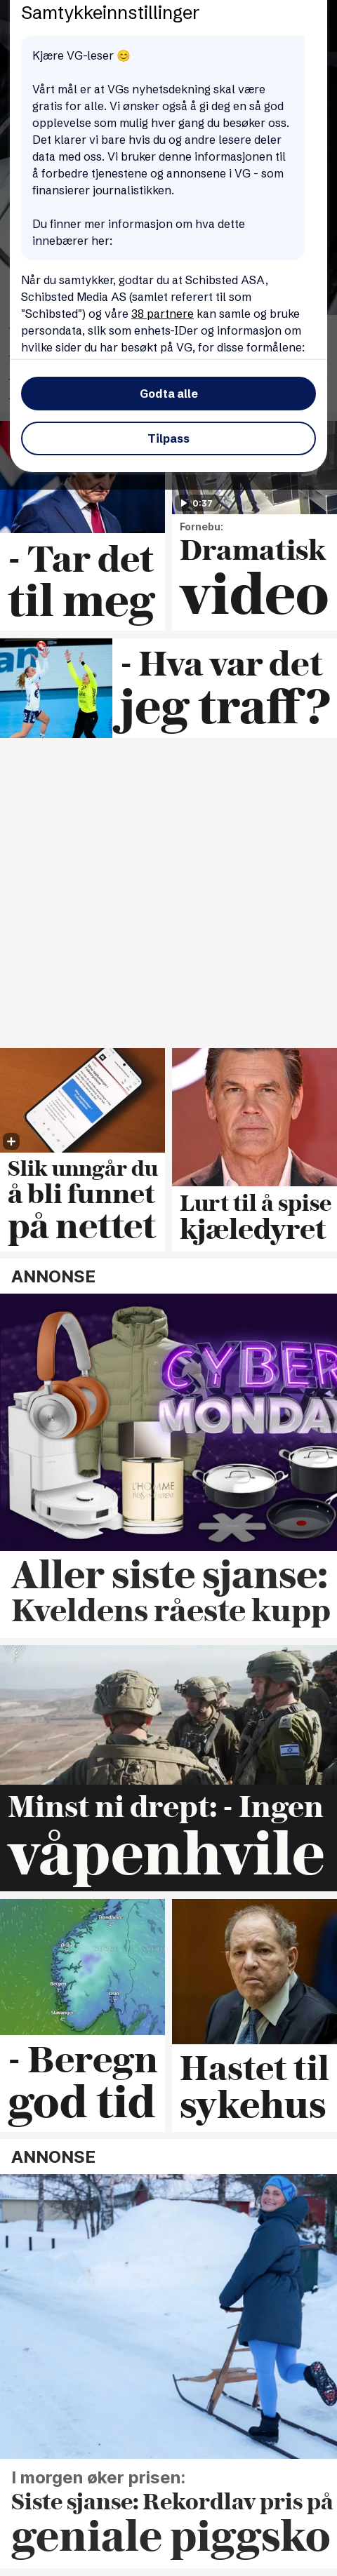 Samtykkeinnstillinger
Kjære VG-leser 😊
Vårt mål er at VGs nyhetsdekning skal være
gratis for alle. Vi ønsker også å gi deg en så god
opplevelse som mulig hver gang du besøker oss.
Det klarer vi bare hvis du og andre lesere deler
data med oss. Vi bruker denne informasjonen til
å forbedre tjenestene og annonsene i VG - som
finansierer journalistikken.
Du finner mer informasjon om hva dette
innebærer her:
Når du samtykker, godtar du at Schibsted ASA,
Schibsted Media AS (samlet referert til som
"Schibsted") og våre 38 partnere kan samle og bruke
persondata, slik som enhets-IDer og informasjon om
hvilke sider du har besøkt på VG, for disse formålene:
Godta alle
Tilpass
- Tar det
til meg
0:37
Fornebu:
Dramatisk
video
- Hva var det
jeg traff?
Slik unngår du
å bli funnet
på nettet
Lurt til å spise
kjæledyret
ANNONSE
CYBER
MONDA
L'HOMME
Aller siste sjanse:
Kveldens råeste kupp
Minst ni drept: - Ingen
våpenhvile
- Beregn
god tid
Hastet til
sykehus
ANNONSE
I morgen øker prisen:
Siste sjanse: Rekordlav pris på
geniale piggsko